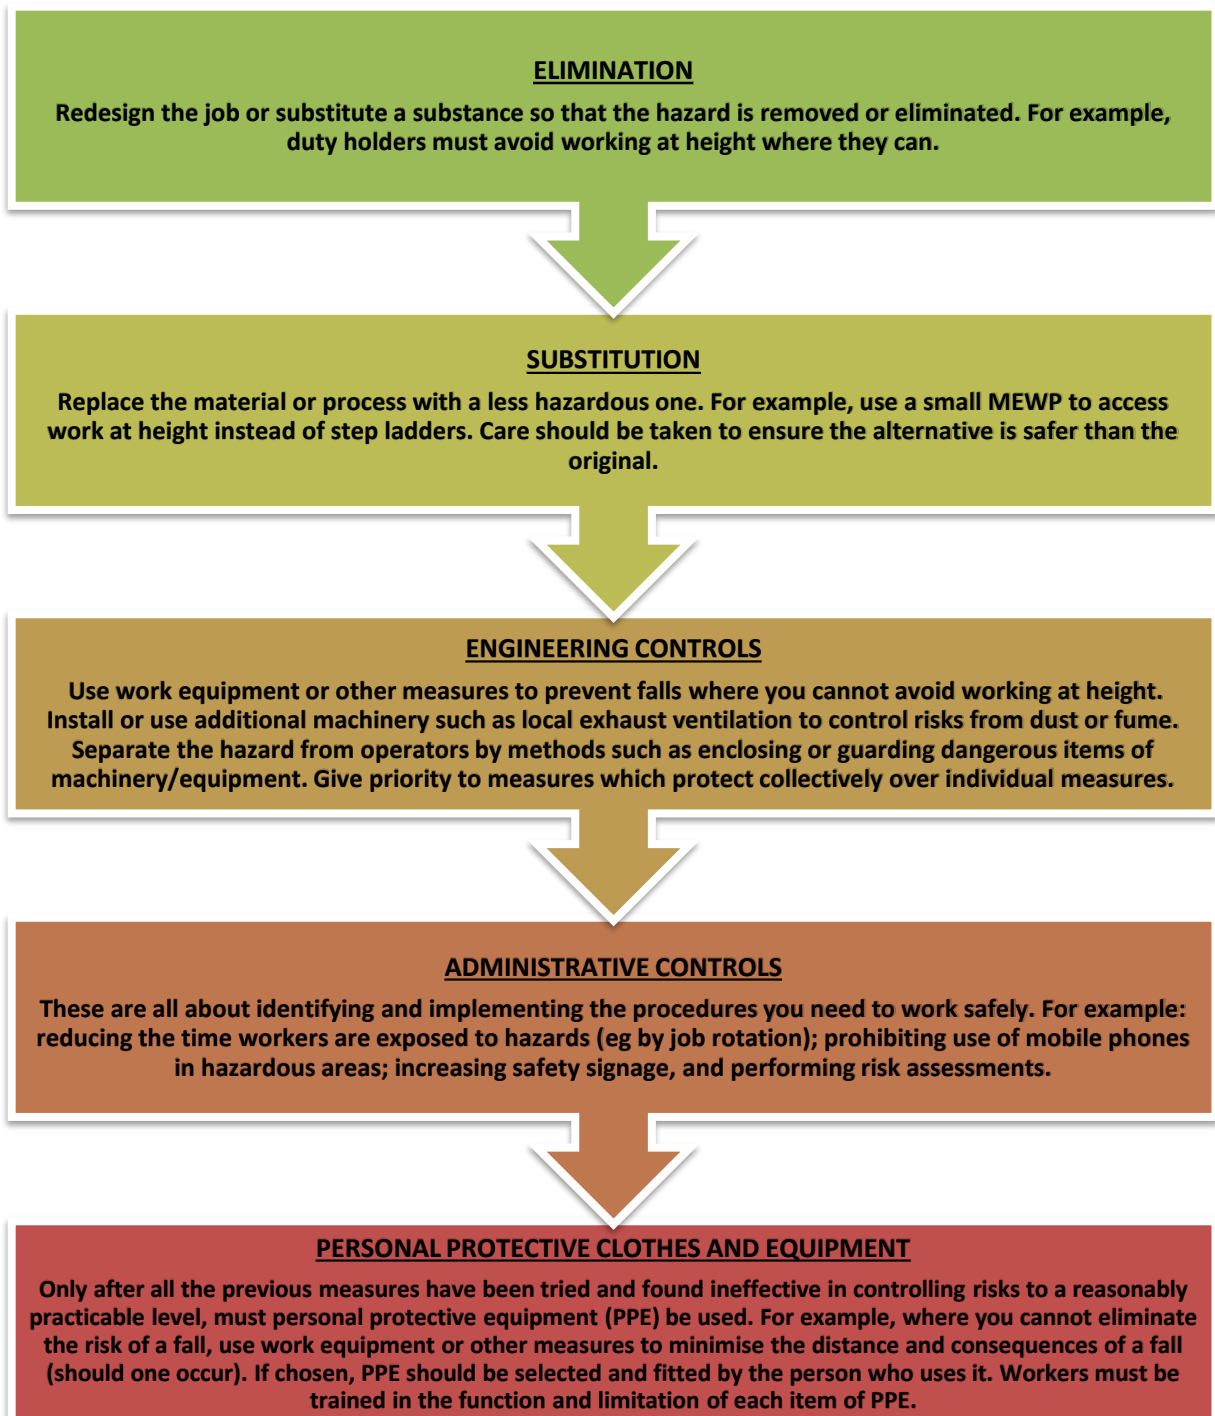 ELIMINATION
Redesign the job or substitute a substance so that the hazard is removed or eliminated. For example,
duty holders must avoid working at height where they can.
SUBSTITUTION
Replace the material or process with a less hazardous one. For example, use a small MEWP to access
work at height instead of step ladders. Care should be taken to ensure the alternative is safer than the
original.
ENGINEERING CONTROLS
Use work equipment or other measures to prevent falls where you cannot avoid working at height.
Install or use additional machinery such as local exhaust ventilation to control risks from dust or fume.
Separate the hazard from operators by methods such as enclosing or guarding dangerous items of
machinery/equipment. Give priority to measures which protect collectively over individual measures.
ADMINISTRATIVE CONTROLS
These are all about identifying and implementing the procedures you need to work safely. For example:
reducing the time workers are exposed to hazards (eg by job rotation); prohibiting use of mobile phones
in hazardous areas; increasing safety signage, and performing risk assessments.
PERSONAL PROTECTIVE CLOTHES AND EQUIPMENT
Only after all the previous measures have been tried and found ineffective in controlling risks to a reasonably
practicable level, must personal protective equipment (PPE) be used. For example, where you cannot eliminate
the risk of a fall, use work equipment or other measures to minimise the distance and consequences of a fall
(should one occur). If chosen, PPE should be selected and fitted by the person who uses it. Workers must be
trained in the function and limitation of each item of PPE.